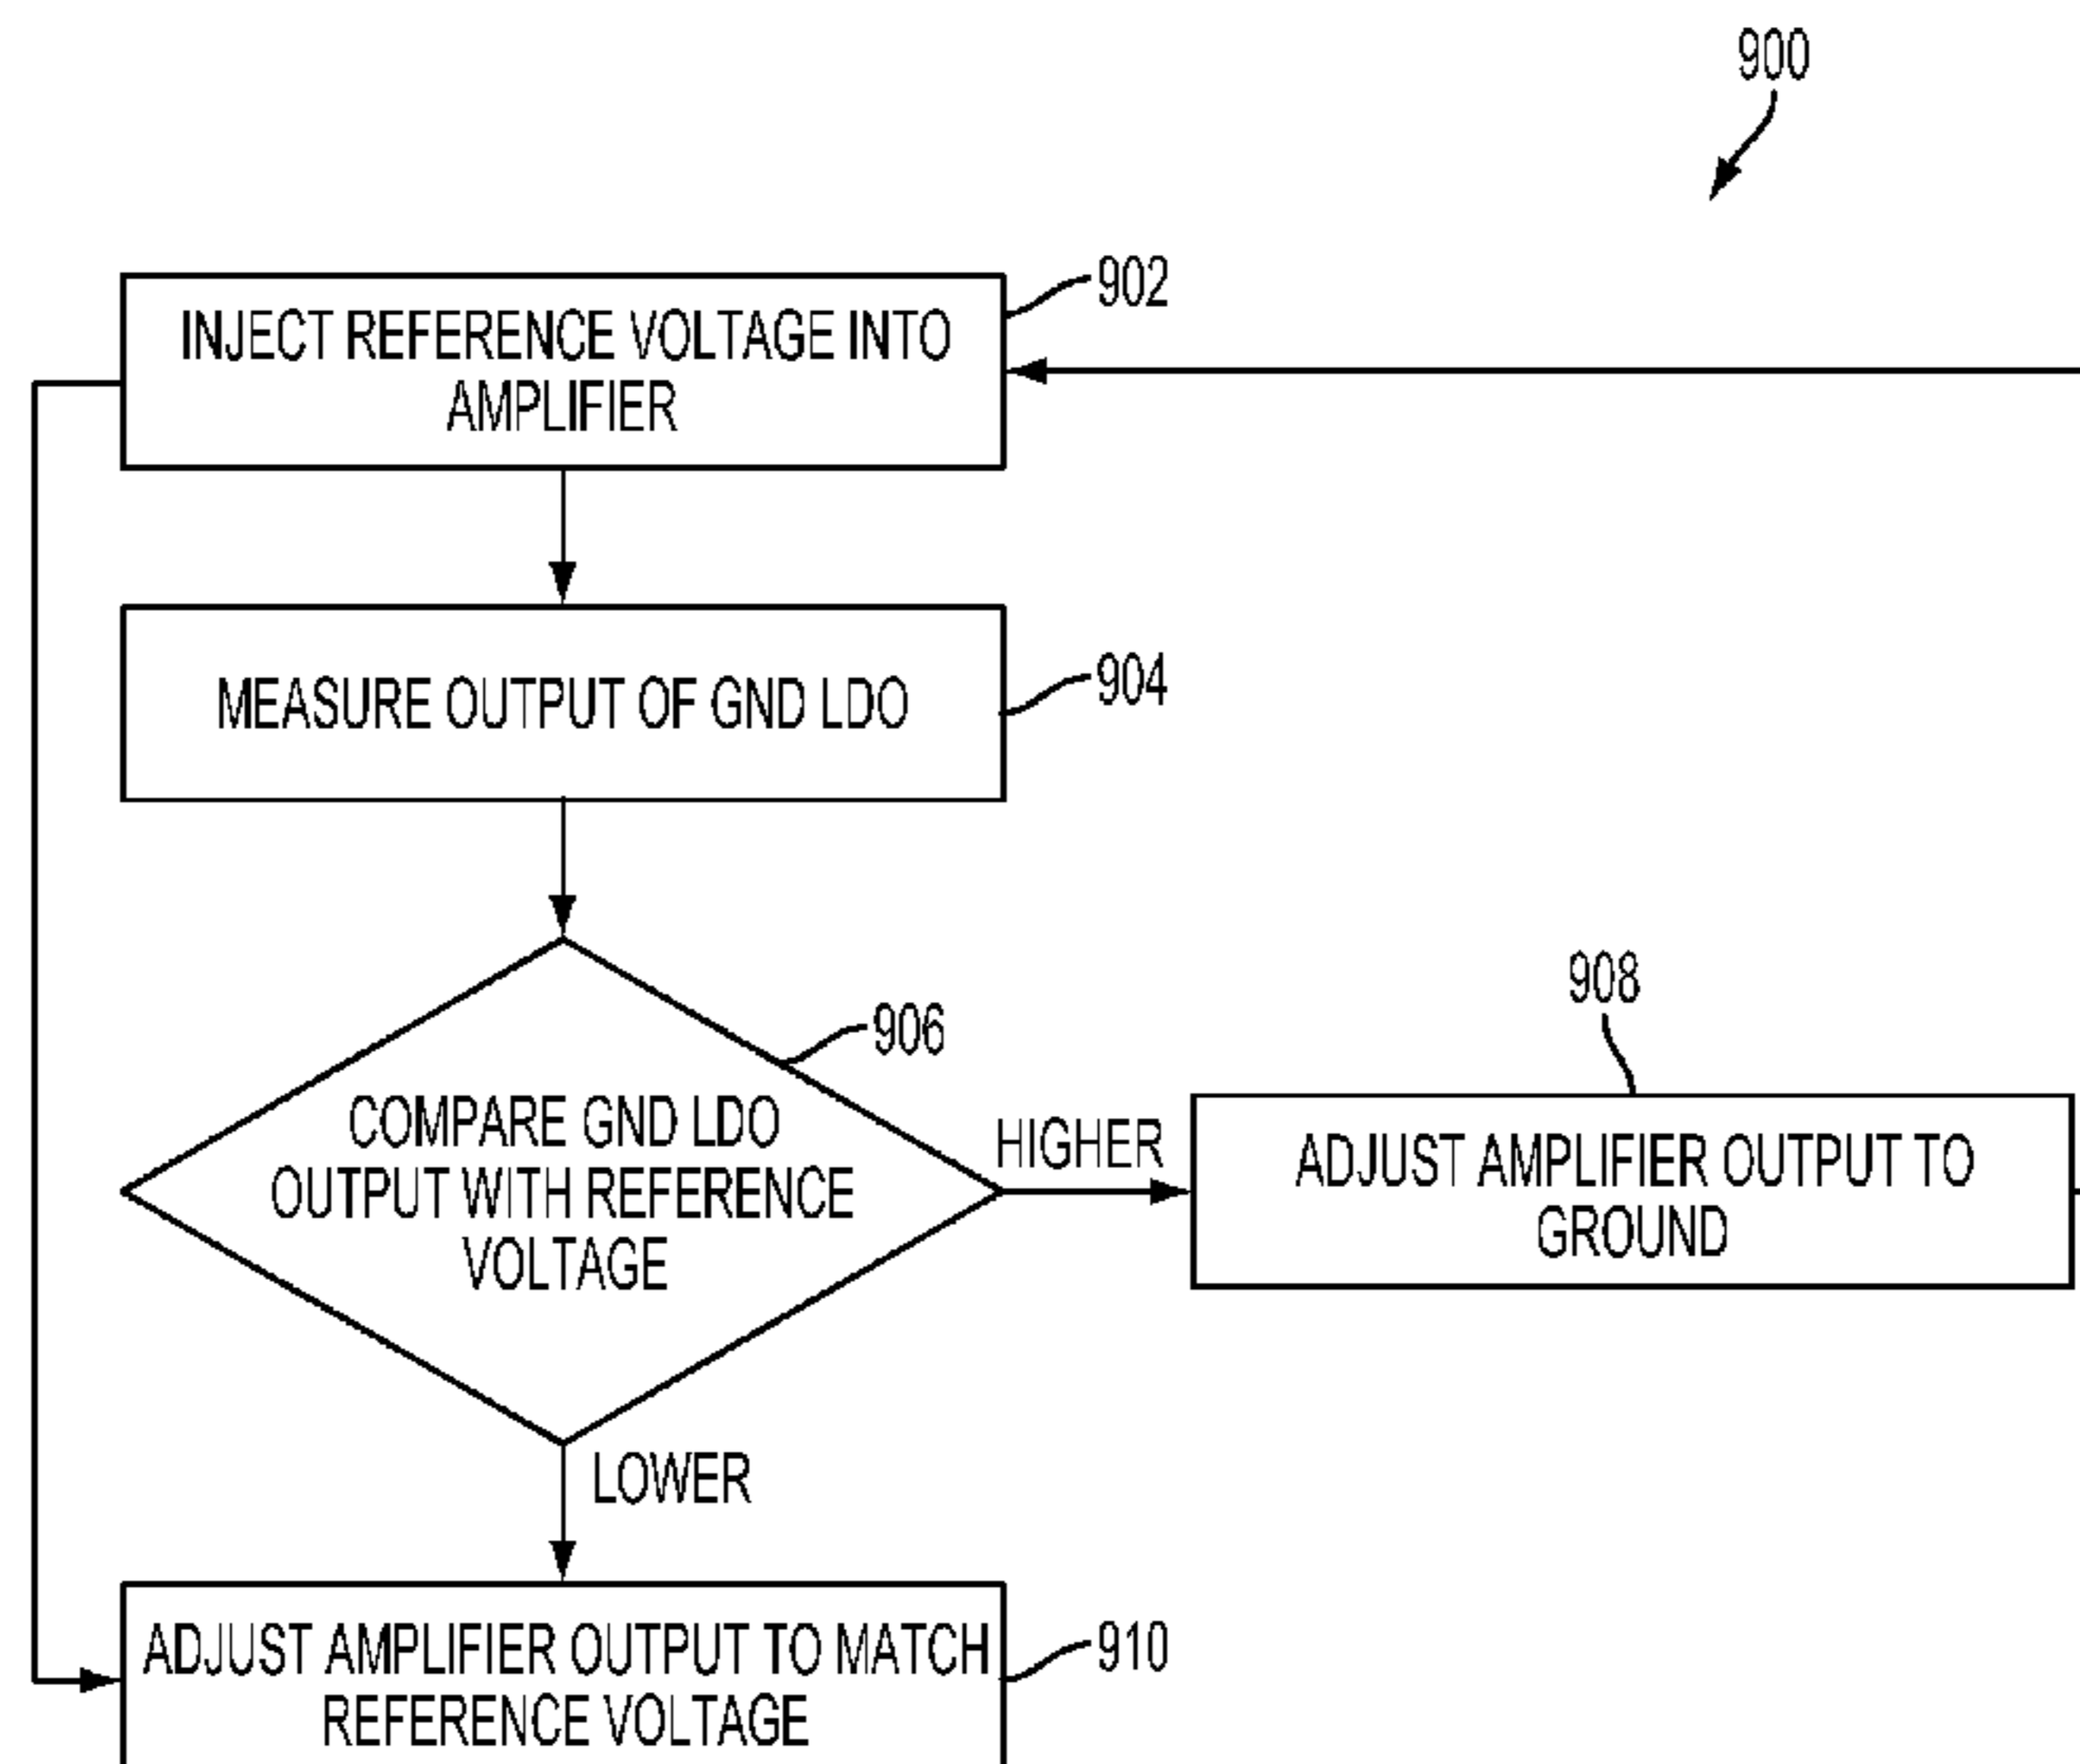 900
902
INJECT REFERENCE VOLTAGE INTO
AMPLIFIER
904
MEASURE OUTPUT OF GND LDO
906
COMPARE GND LDO
OUTPUT WITH REFERENCE
VOLTAGE
HIGHER
908
ADJUST AMPLIFIER OUTPUT TO
GROUND
LOWER
910
ADJUST AMPLIFIER OUTPUT TO MATCH
REFERENCE VOLTAGE